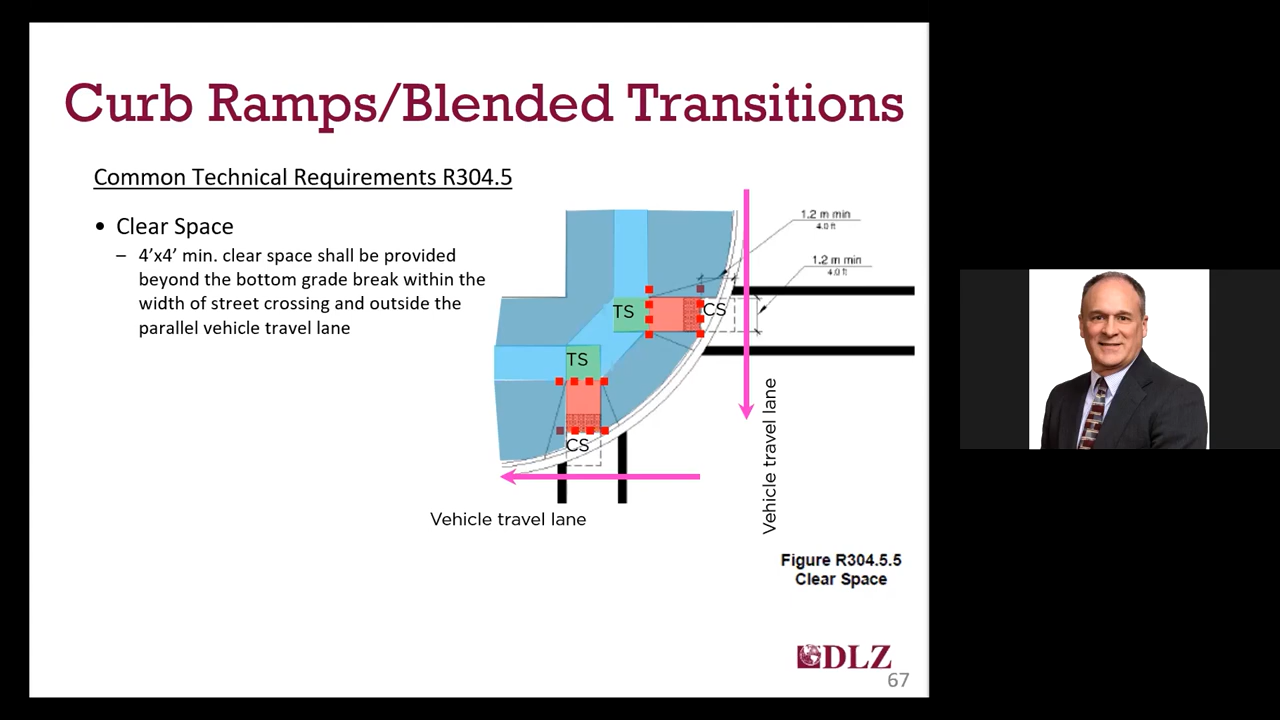 Curb Ramps/Blended Transitions
Common Technical Requirements R304.5
• Clear Space
– 4’x4’ min. clear space shall be provided
beyond the bottom grade break within the
width of street crossing and outside the
parallel vehicle travel lane
1.2 m min
4.0 ft
1.2 m min
4.0 ft
TS
CS
TS
CS
Vehicle travel lane
Vehicle travel lane
Figure R304.5.5
Clear Space
DLZ
67